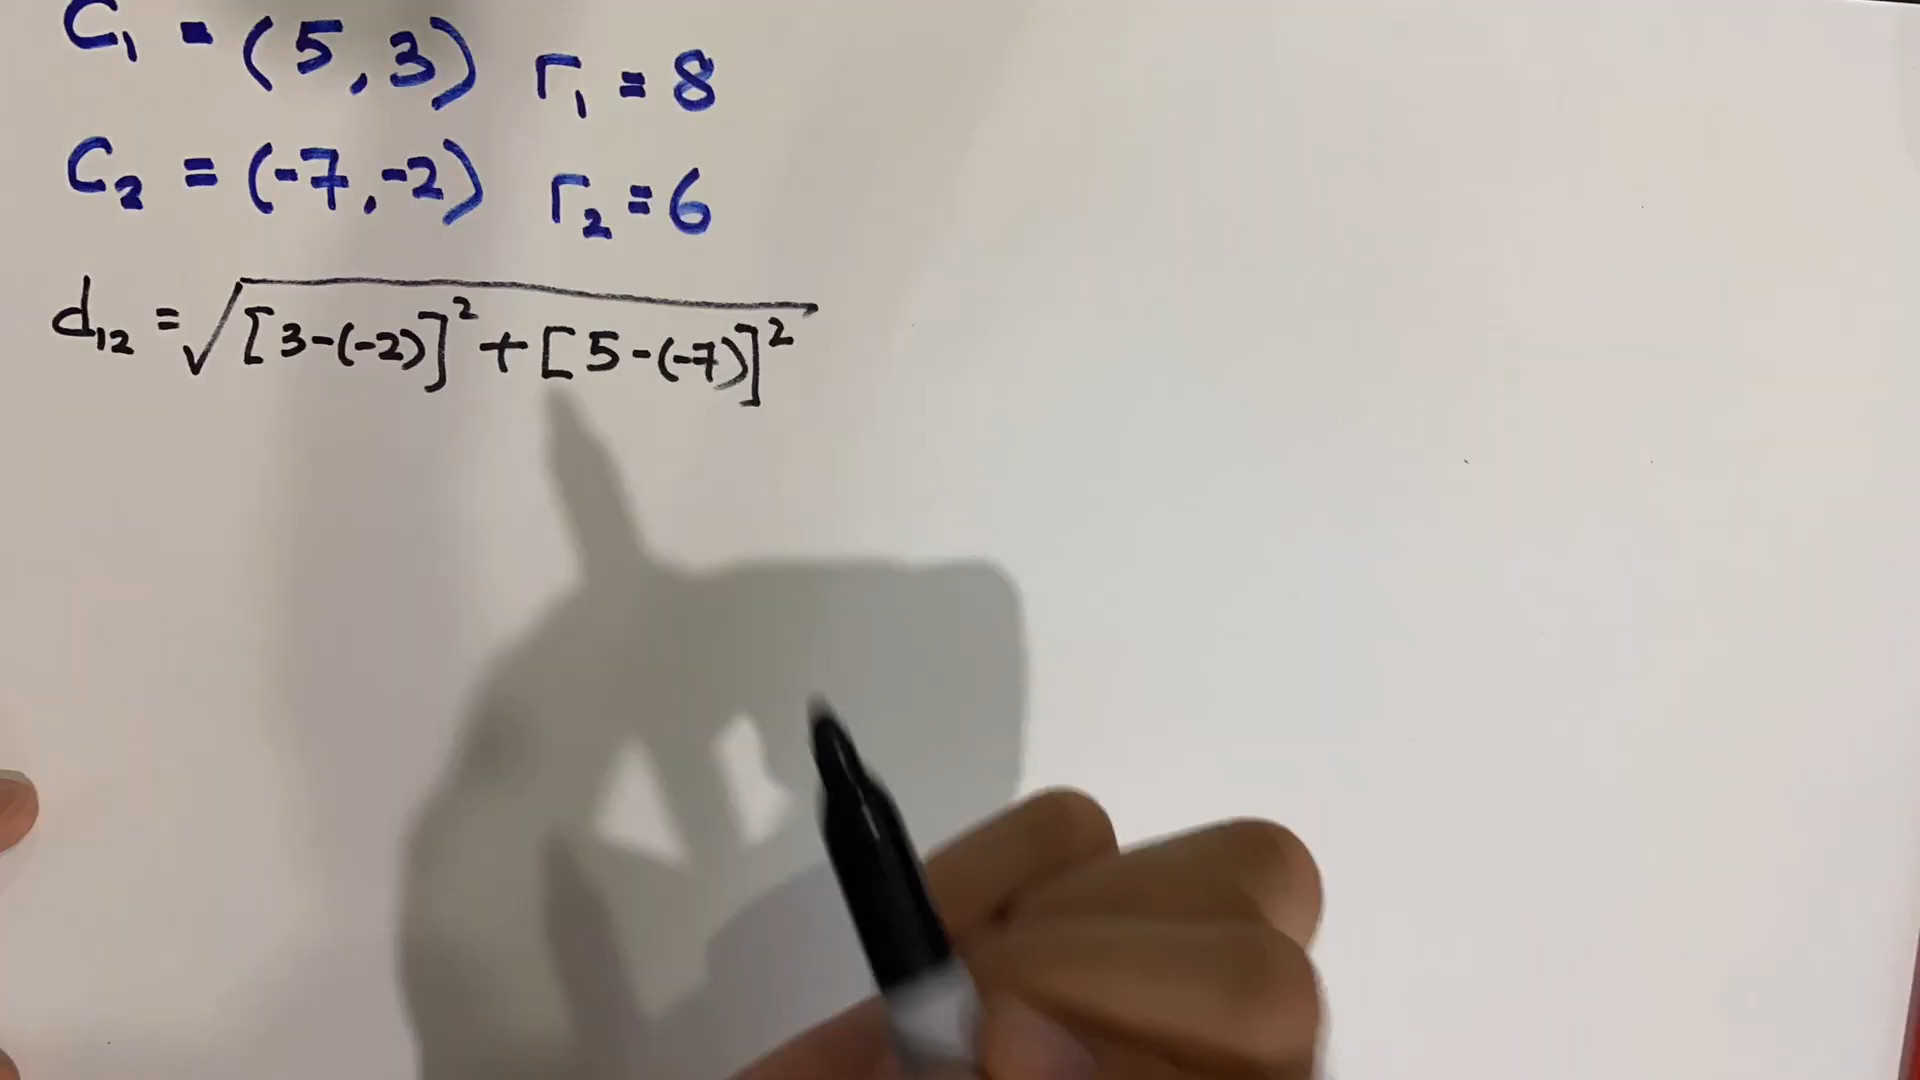 C₁ = (5,3) r₁ = 8
C₂ = (-7,-2) r₂ = 6
d₁₂ = √[3-(-2)]² + [5-(-7)]²